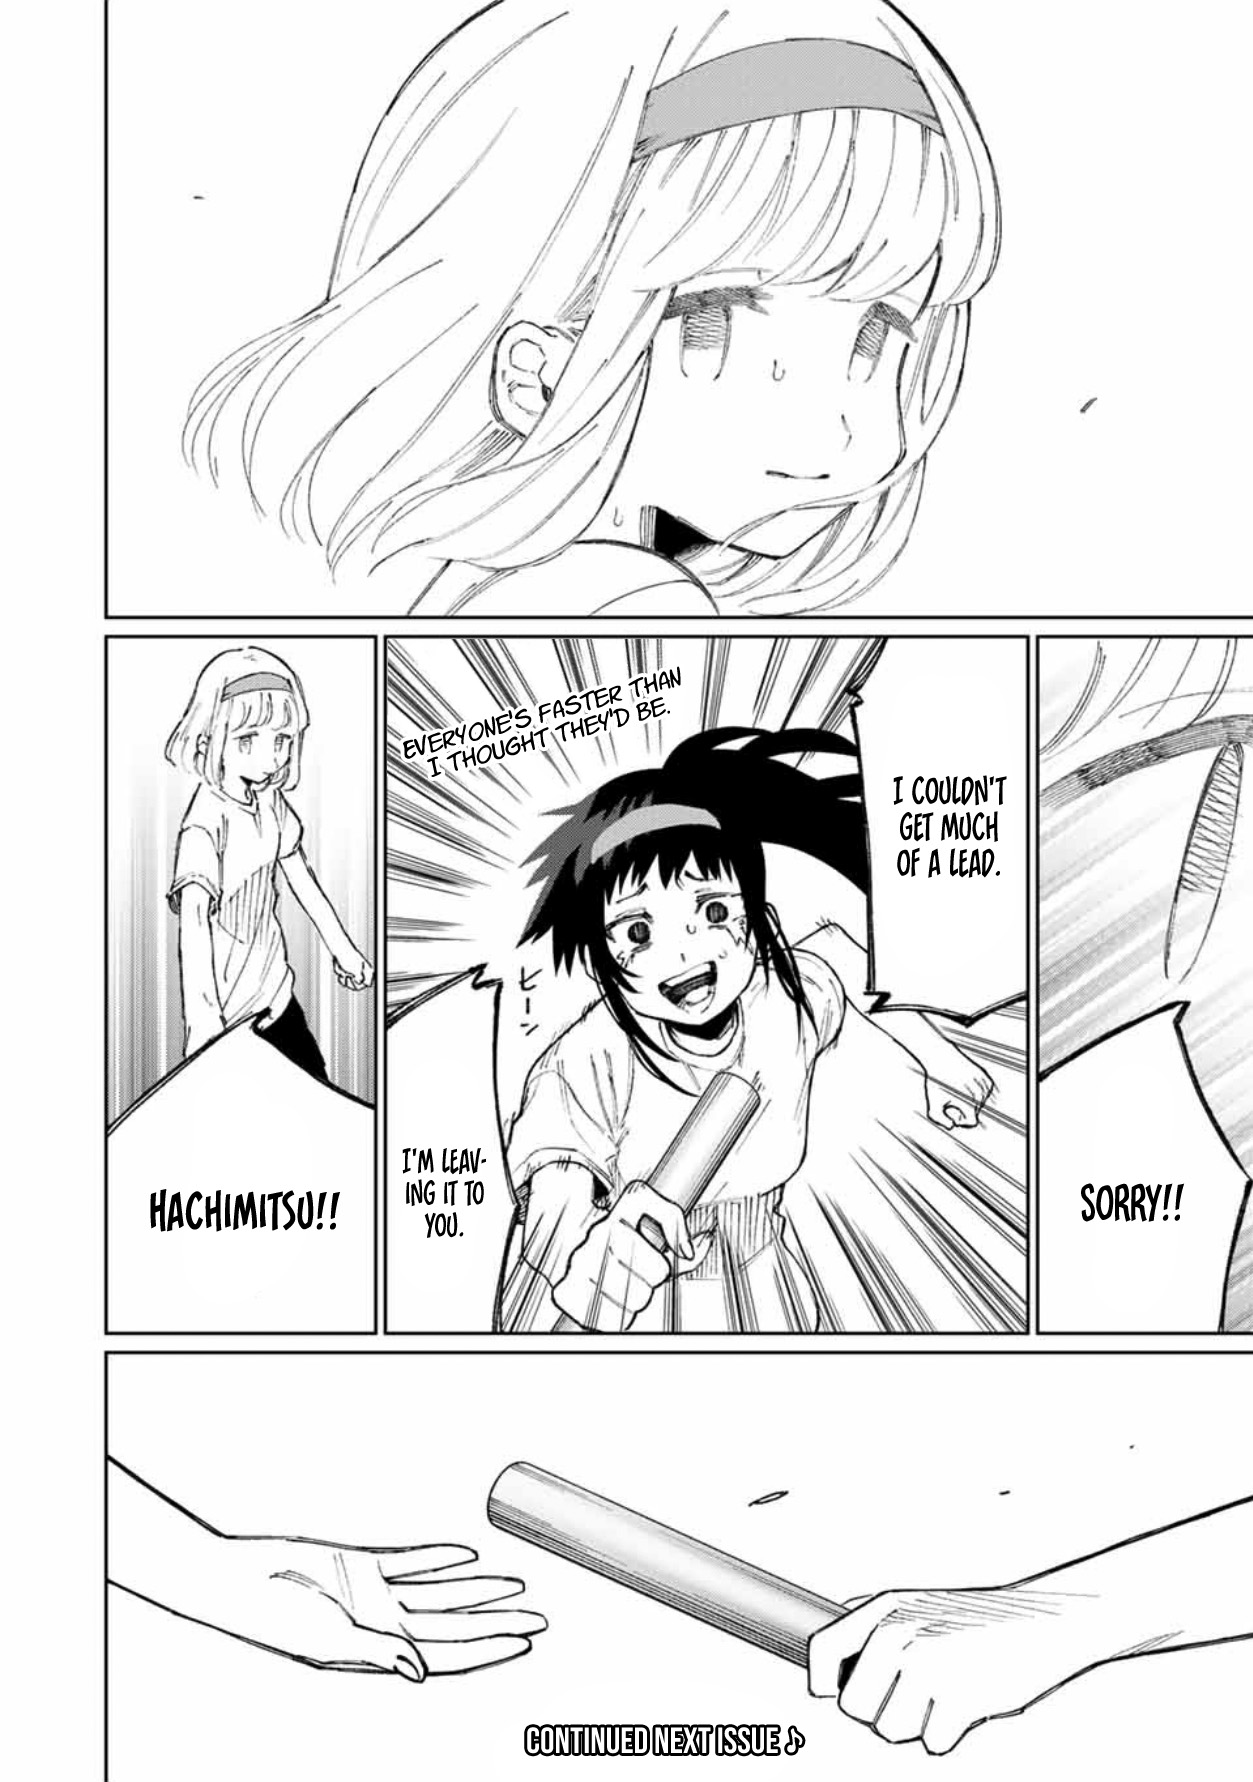 SORRY!!
I COULDN'T
GET MUCH
OF A LEAD.
EVERYONE'S FASTER THAN
I THOUGHT THEY'D BE.
ヒーン
I'M LEAV-
ING IT TO
YOU.
HACHIMITSU!!
CONTINUED NEXT ISSUE ♪